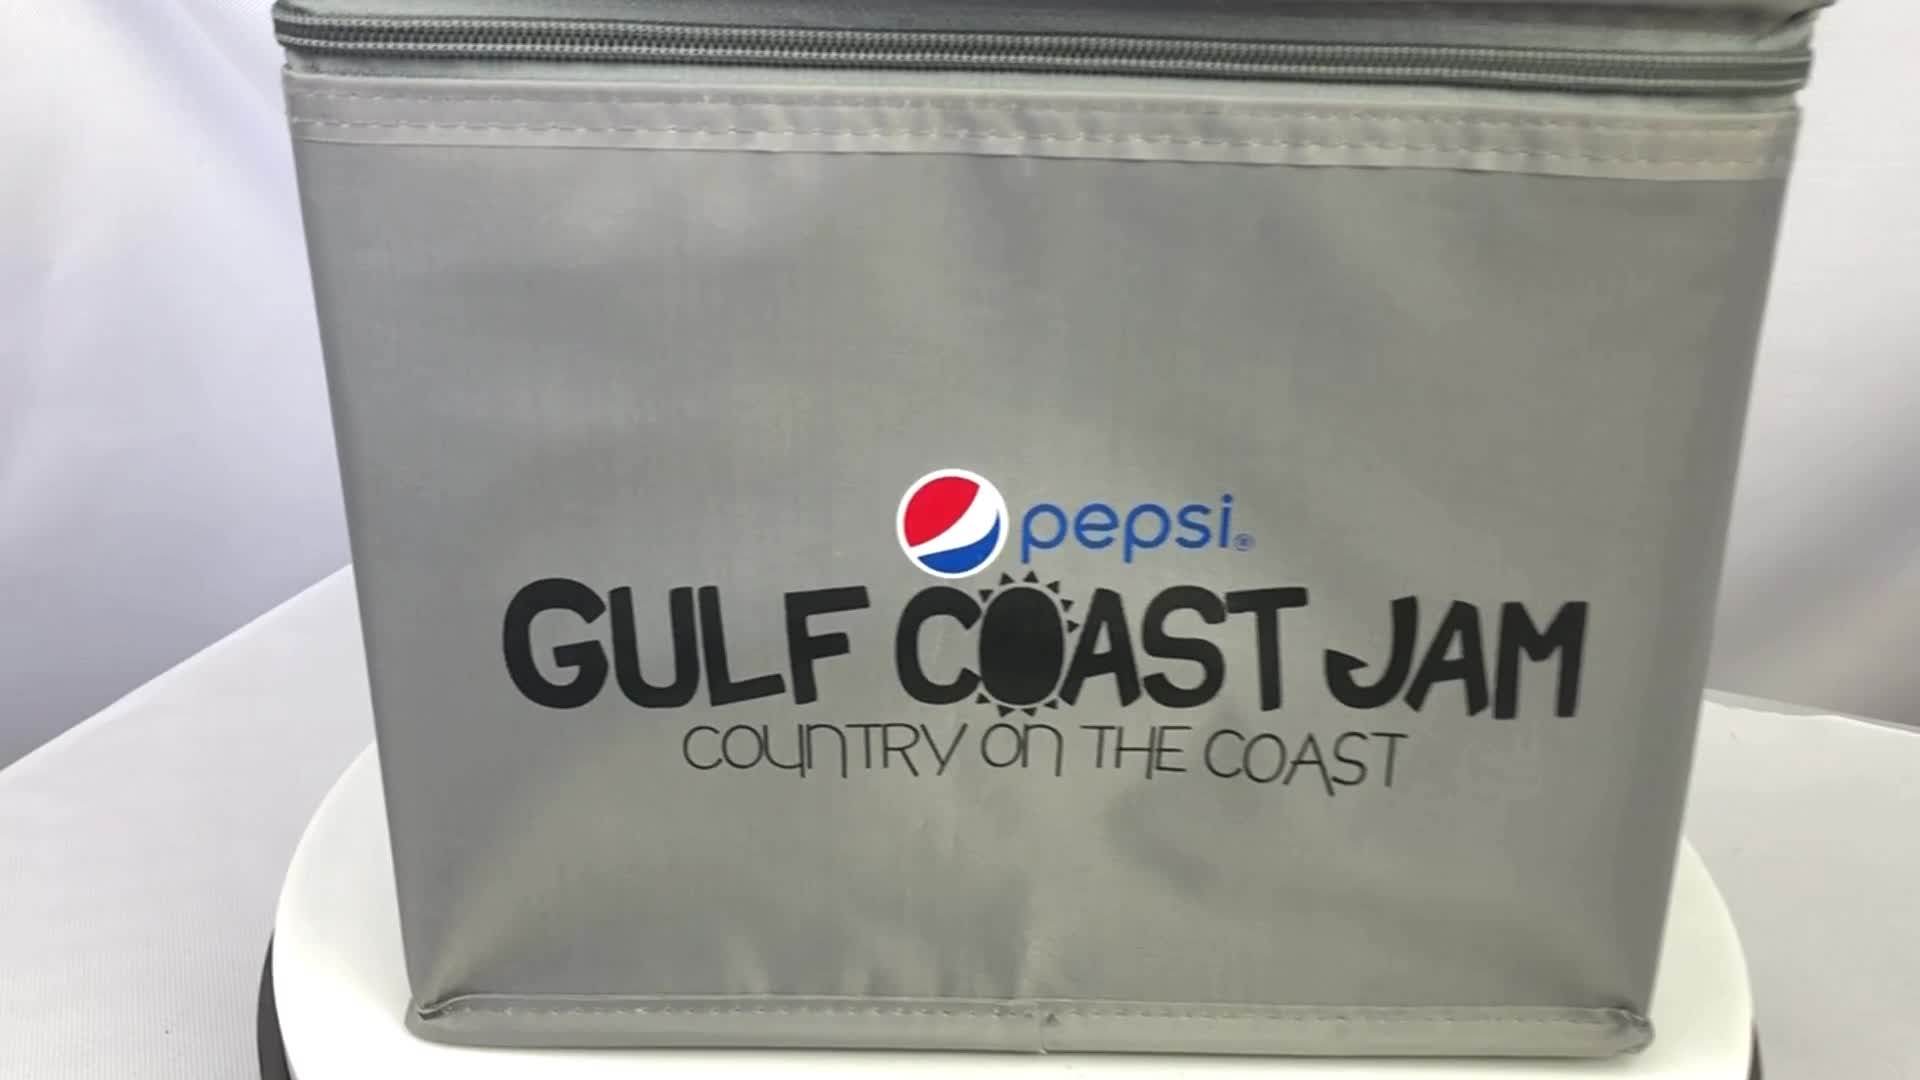 pepsi®
GULF COAST JAM
COUNTRY ON THE COAST